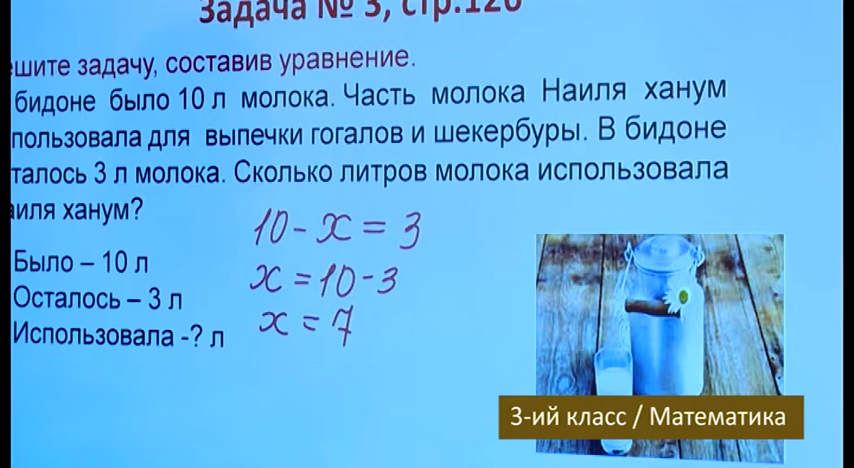 Задача № 3, стр.120
ешите задачу, составив уравнение.
бидоне было 10 л молока. Часть молока Наиля ханум
пользовала для выпечки гогалов и шекербуры. В бидоне
талось 3 л молока. Сколько литров молока использовала
аиля ханум?
10 - x = 3
x = 10 - 3
x = 7
Было – 10 л
Осталось – 3 л
Использовала -? л
3-ий класс / Математика